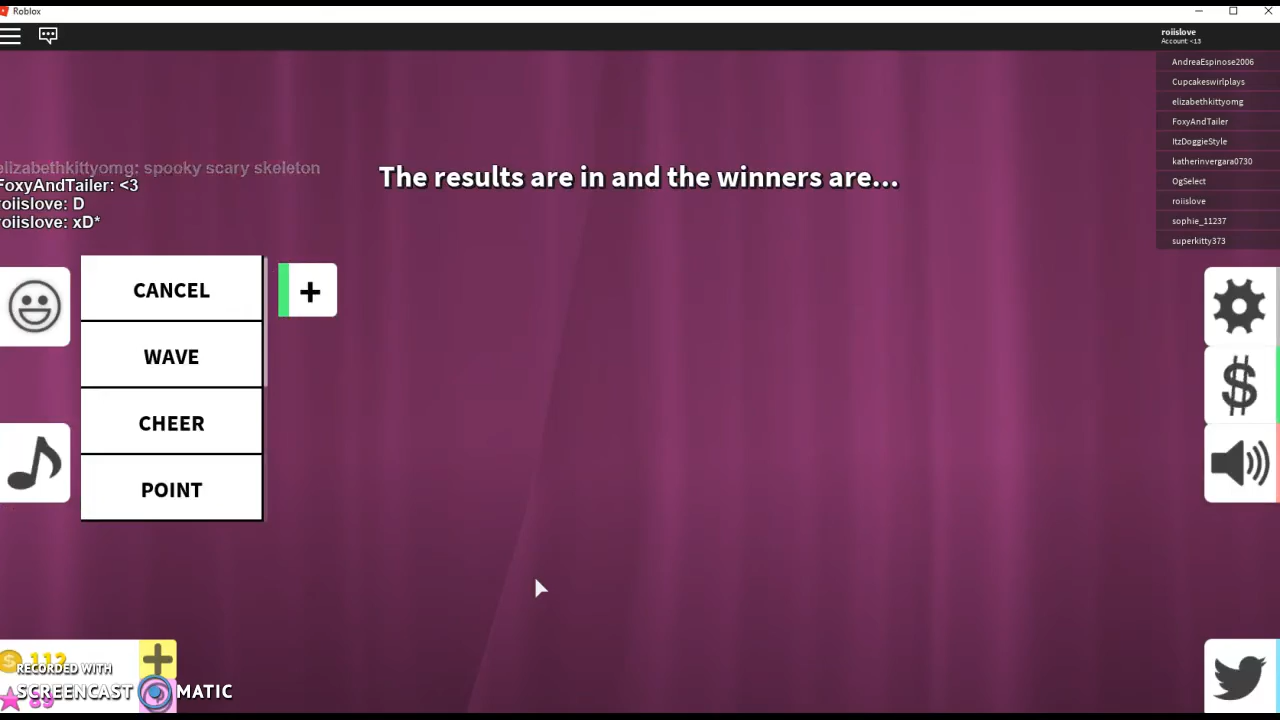 Roblox
roiislove
Account: <13
AndreaEspinose2006
Cupcakeswirlplays
elizabethkittyomg
FoxyAndTailer
ItzDoggieStyle
katherinvergara0730
OgSelect
roiislove
sophie_11237
superkitty373
The results are in and the winners are...
elizabethkittyomg: spooky scary skeleton
FoxyAndTailer: <3
roiislove: D
roiislove: xD*
CANCEL
+
WAVE
CHEER
POINT
$
112
RECORDED WITH
SCREENCAST MATIC
89